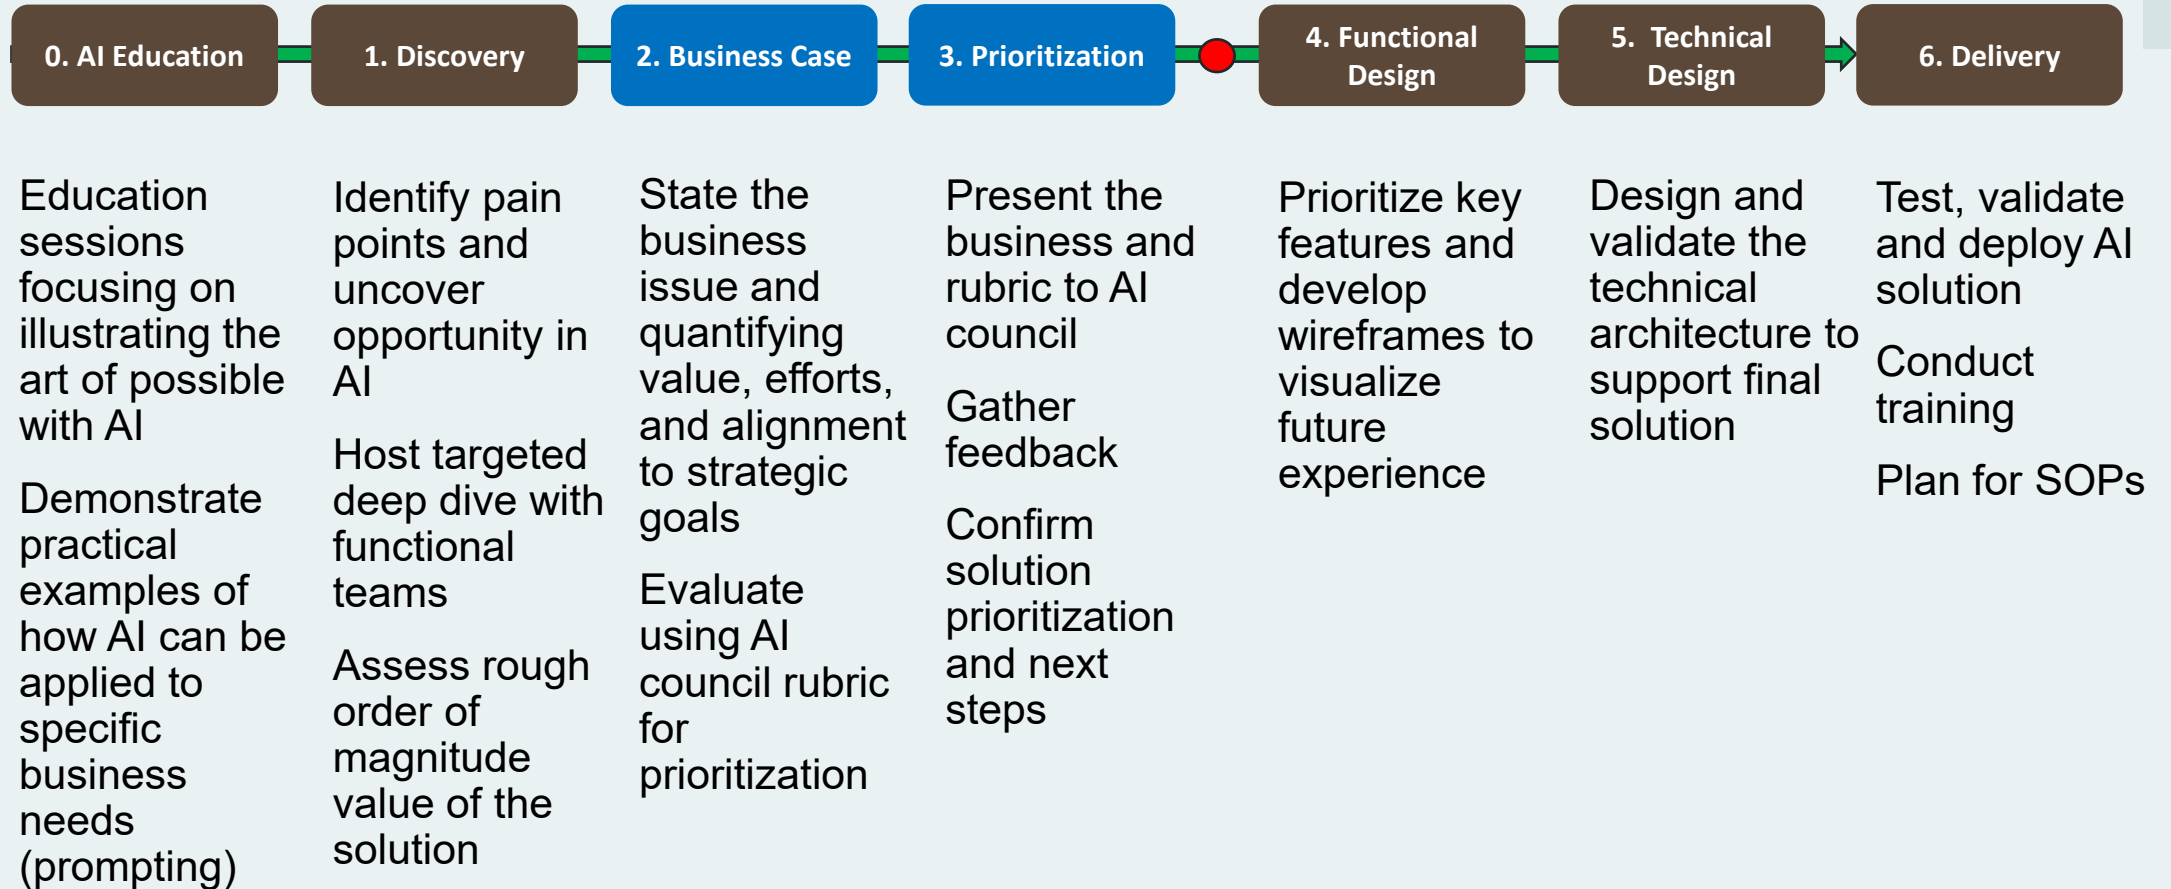 0. AI Education
1. Discovery
2. Business Case
3. Prioritization
4. Functional
Design
5. Technical
Design
6. Delivery
Education
sessions
focusing on
illustrating the
art of possible
with AI
Demonstrate
practical
examples of
how AI can be
applied to
specific
business
needs
(prompting)
Identify pain
points and
uncover
opportunity in
AI
Host targeted
deep dive with
functional
teams
Assess rough
order of
magnitude
value of the
solution
State the
business
issue and
quantifying
value, efforts,
and alignment
to strategic
goals
Evaluate
using AI
council rubric
for
prioritization
Present the
business and
rubric to AI
council
Gather
feedback
Confirm
solution
prioritization
and next
steps
Prioritize key
features and
develop
wireframes to
visualize
future
experience
Design and
validate the
technical
architecture to
support final
solution
Test, validate
and deploy AI
solution
Conduct
training
Plan for SOPs